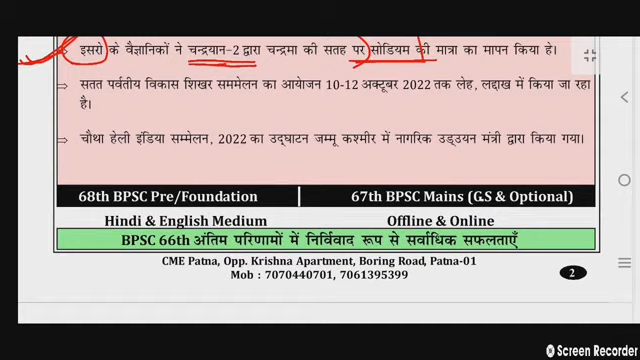 ⇒ इसरो के वैज्ञानिकों ने चन्द्रयान-2 द्वारा चन्द्रमा की सतह पर सोडियम की मात्रा का मापन किया हे।
⇒ सतत पर्वतीय विकास शिखर सममेलन का आयेाजन 10-12 अक्टूबर 2022 तक लेह, लद्दाख में किया जा रहा
है।
⇒ चौथा हेली इंडिया सम्मेलन, 2022 का उद्घाटन जम्मू कश्मीर में नागरिक उड्उयन मंत्री द्वारा किया गया।
68th BPSC Pre/Foundation 67th BPSC Mains (G.S & Optional)
Hindi & English Medium Offline & Online
BPSC 66th अंतिम परिणामों में निर्विवाद रूप से सर्वाधिक सफलताएँ
CME Patna, Opp. Krishna Apartment, Boring Road, Patna-01
Mob : 7070440701, 7061395399
2
Screen Recorder